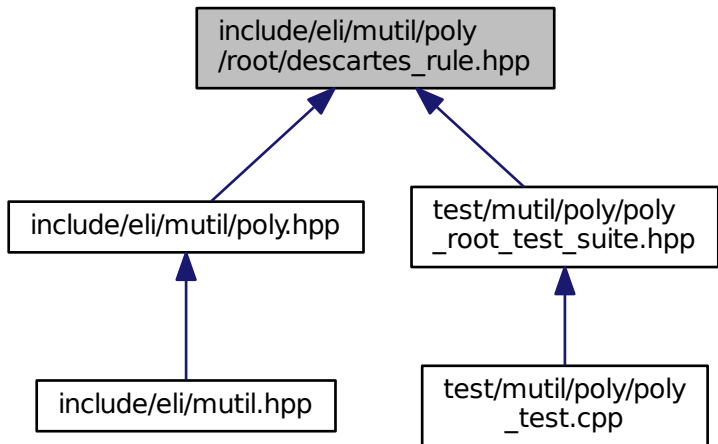 include/eli/mutil/poly
/root/descartes_rule.hpp
include/eli/mutil/poly.hpp
test/mutil/poly/poly
_root_test_suite.hpp
include/eli/mutil.hpp
test/mutil/poly/poly
_test.cpp